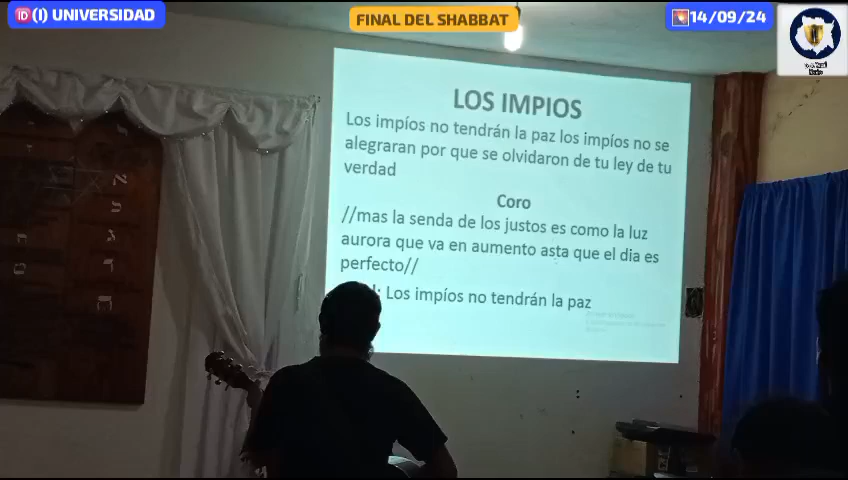 (I) UNIVERSIDAD
FINAL DEL SHABBAT
14/09/24
LOS IMPIOS
Los impíos no tendrán la paz los impíos no se
alegraran por que se olvidaron de tu ley de tu
verdad
Coro
//mas la senda de los justos es como la luz
aurora que va en aumento asta que el dia es
perfecto//
Los impíos no tendrán la paz